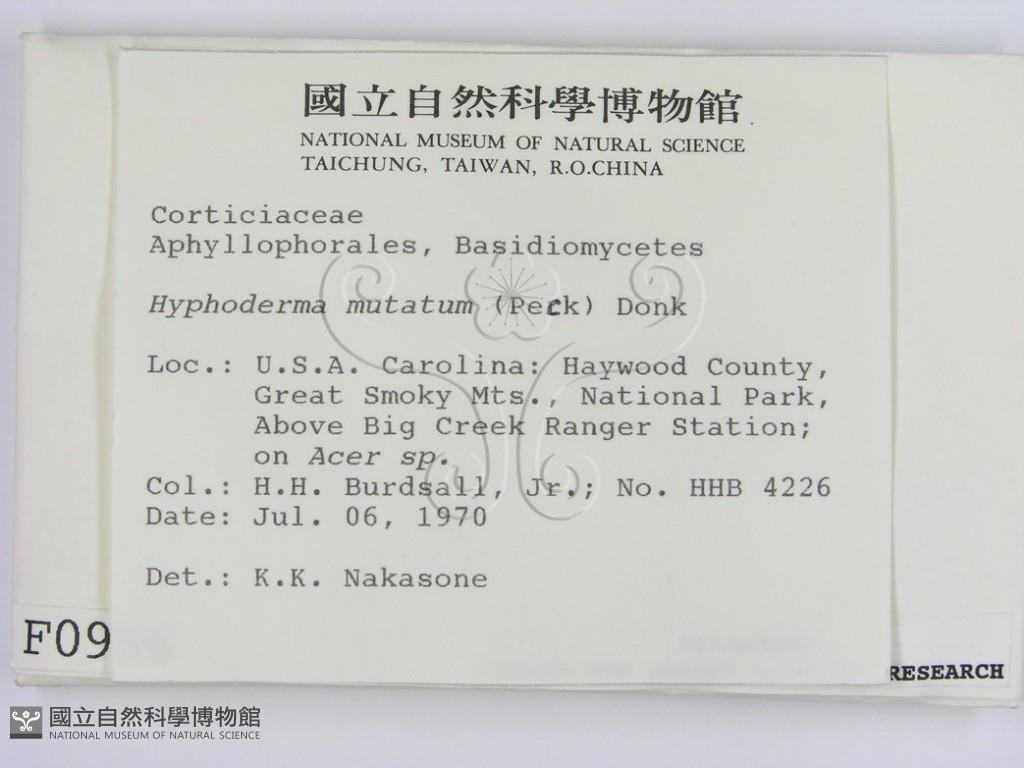 國立自然科學博物館
NATIONAL MUSEUM OF NATURAL SCIENCE
TAICHUNG, TAIWAN, R.O.CHINA
Corticiaceae
Aphyllophorales, Basidiomycetes
Hyphoderma mutatum (Peck) Donk
Loc.: U.S.A. Carolina: Haywood County,
Great Smoky Mts., National Park,
Above Big Creek Ranger Station;
on Acer sp.
Col.: H.H. Burdsall, Jr.; No. HHB 4226
Date: Jul. 06, 1970
Det.: K.K. Nakasone
F09
RESEARCH
國立自然科學博物館
NATIONAL MUSEUM OF NATURAL SCIENCE